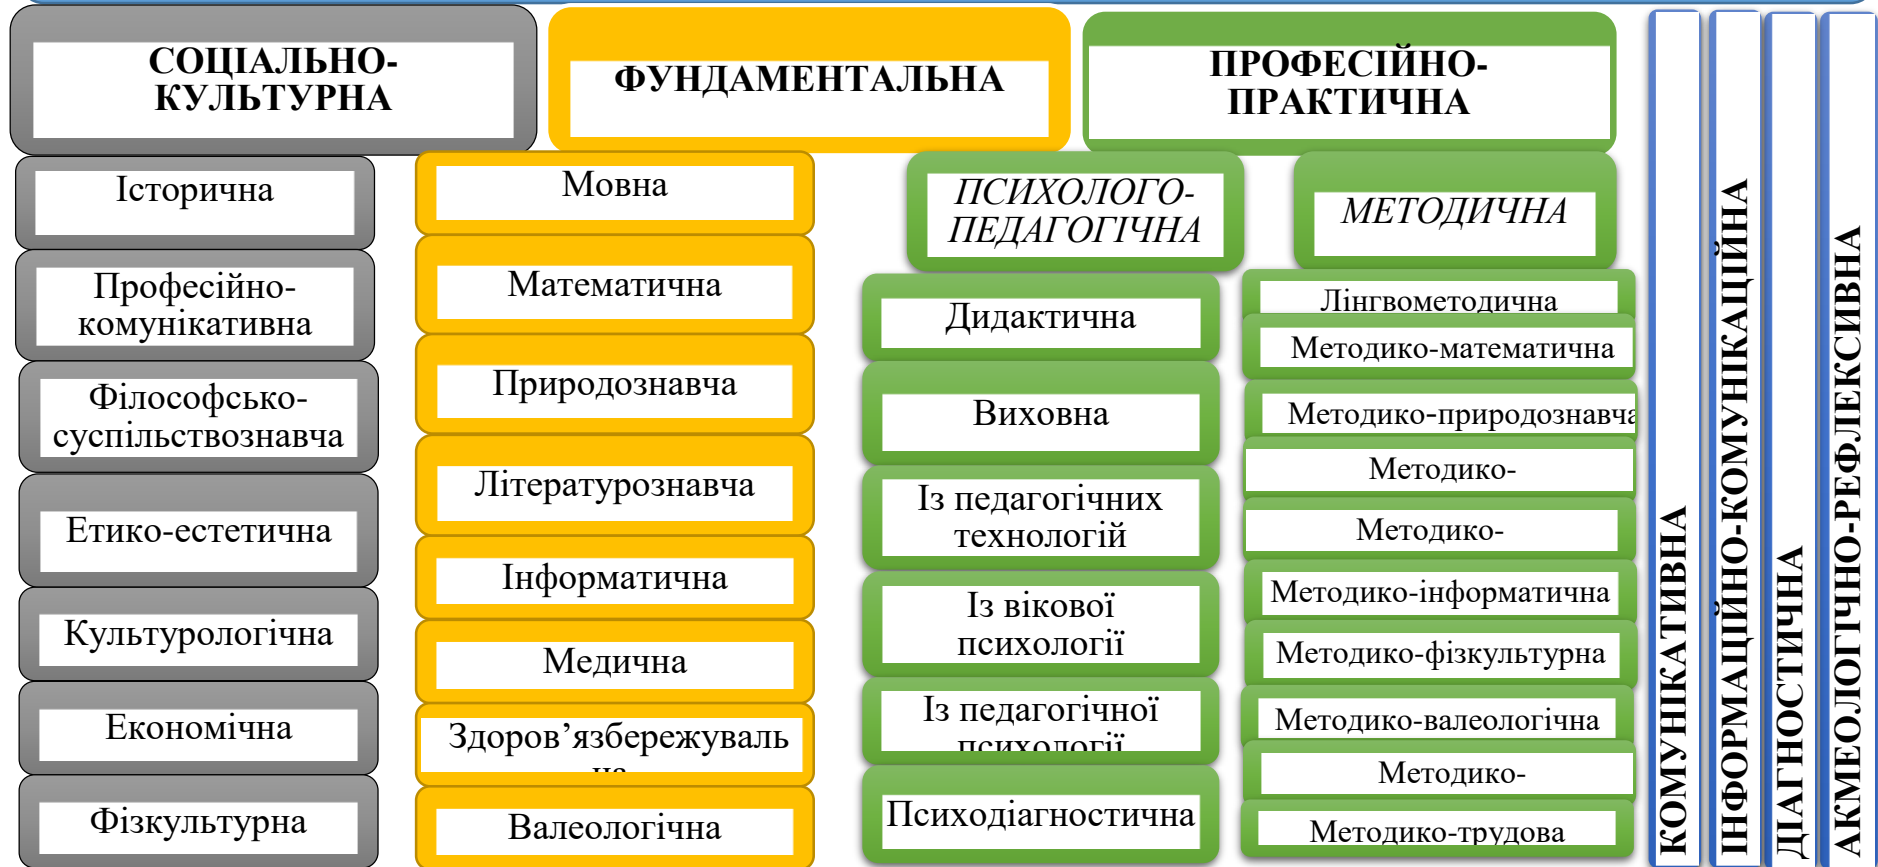 СОЦІАЛЬНО-
КУЛЬТУРНА
Історична
Професійно-
комунікативна
Філософсько-
суспільствознавча
Етико-естетична
Культурологічна
Економічна
Фізкультурна
ФУНДАМЕНТАЛЬНА
Мовна
Математична
Природознавча
Літературознавча
Інформатична
Медична
Здоров’язбережуваль
на
Валеологічна
ПРОФЕСІЙНО-
ПРАКТИЧНА
ПСИХОЛОГО-
ПЕДАГОГІЧНА
Дидактична
Виховна
Із педагогічних
технологій
Із вікової
психології
Із педагогічної
психології
Психодіагностична
МЕТОДИЧНА
Лінгвометодична
Методико-математична
Методико-природознавча
Методико-
Методико-
Методико-інформатична
Методико-фізкультурна
Методико-валеологічна
Методико-
Методико-трудова
КОМУНІКАТИВНА
ІНФОРМАЦІЙНО-КОМУНІКАЦІЙНА
ДІАГНОСТИЧНА
АКМЕОЛОГІЧНО-РЕФЛЕКСИВНА